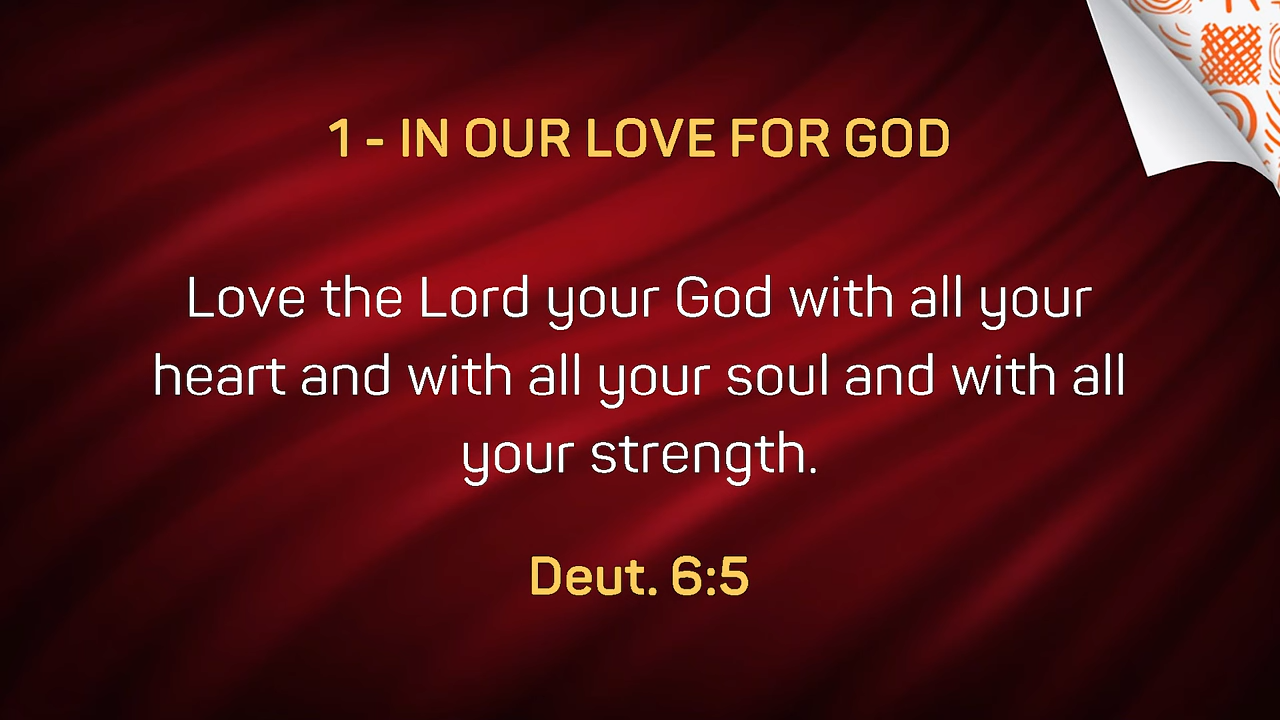 1 - IN OUR LOVE FOR GOD
Love the Lord your God with all your
heart and with all your soul and with all
your strength.
Deut. 6:5